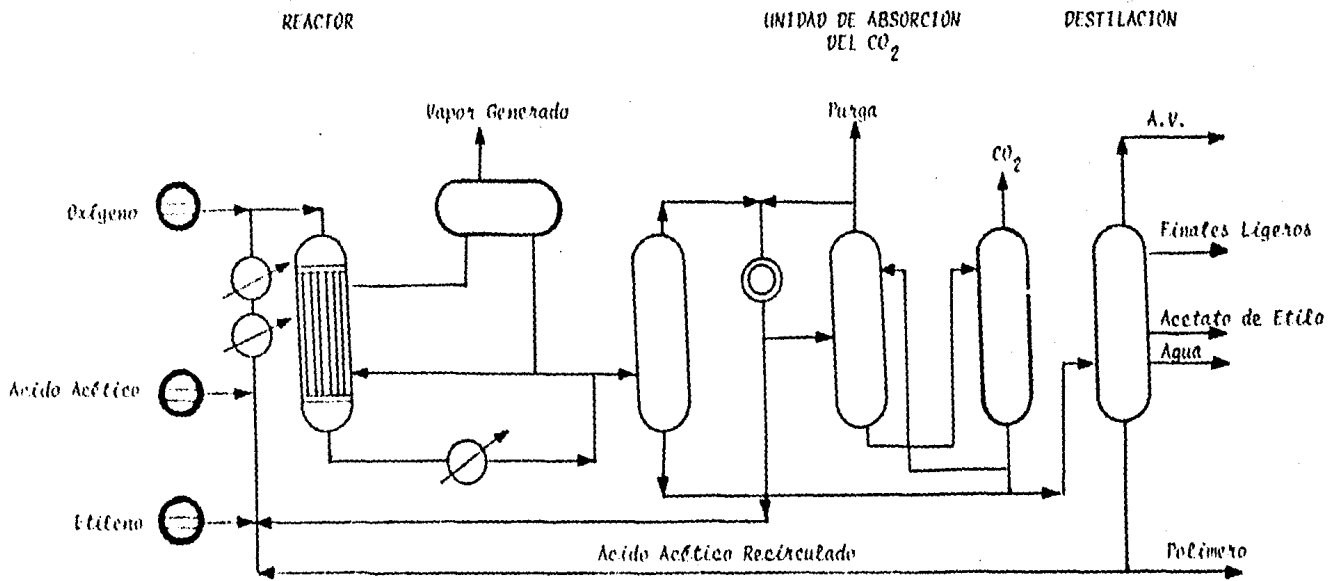 REACTOR
UNIDAD DE ABSORCION
DEL CO2
DESTILACION
Vapor Generado
Purga
A.V.
CO2
Oxígeno
Finales Ligeros
Acetato de Etilo
Agua
Acido Acético
Etileno
Acido Acético Recirculado
Polímero